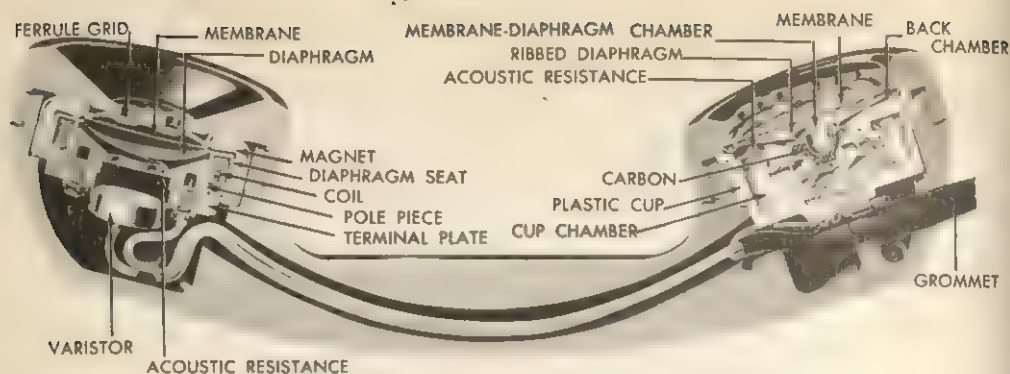 FERRULE GRID
MEMBRANE
DIAPHRAGM
MAGNET
DIAPHRAGM SEAT
COIL
POLE PIECE
TERMINAL PLATE
VARISTOR
ACOUSTIC RESISTANCE
MEMBRANE-DIAPHRAGM CHAMBER
RIBBED DIAPHRAGM
ACOUSTIC RESISTANCE
MEMBRANE
BACK
CHAMBER
CARBON
PLASTIC CUP
CUP CHAMBER
GROMMET